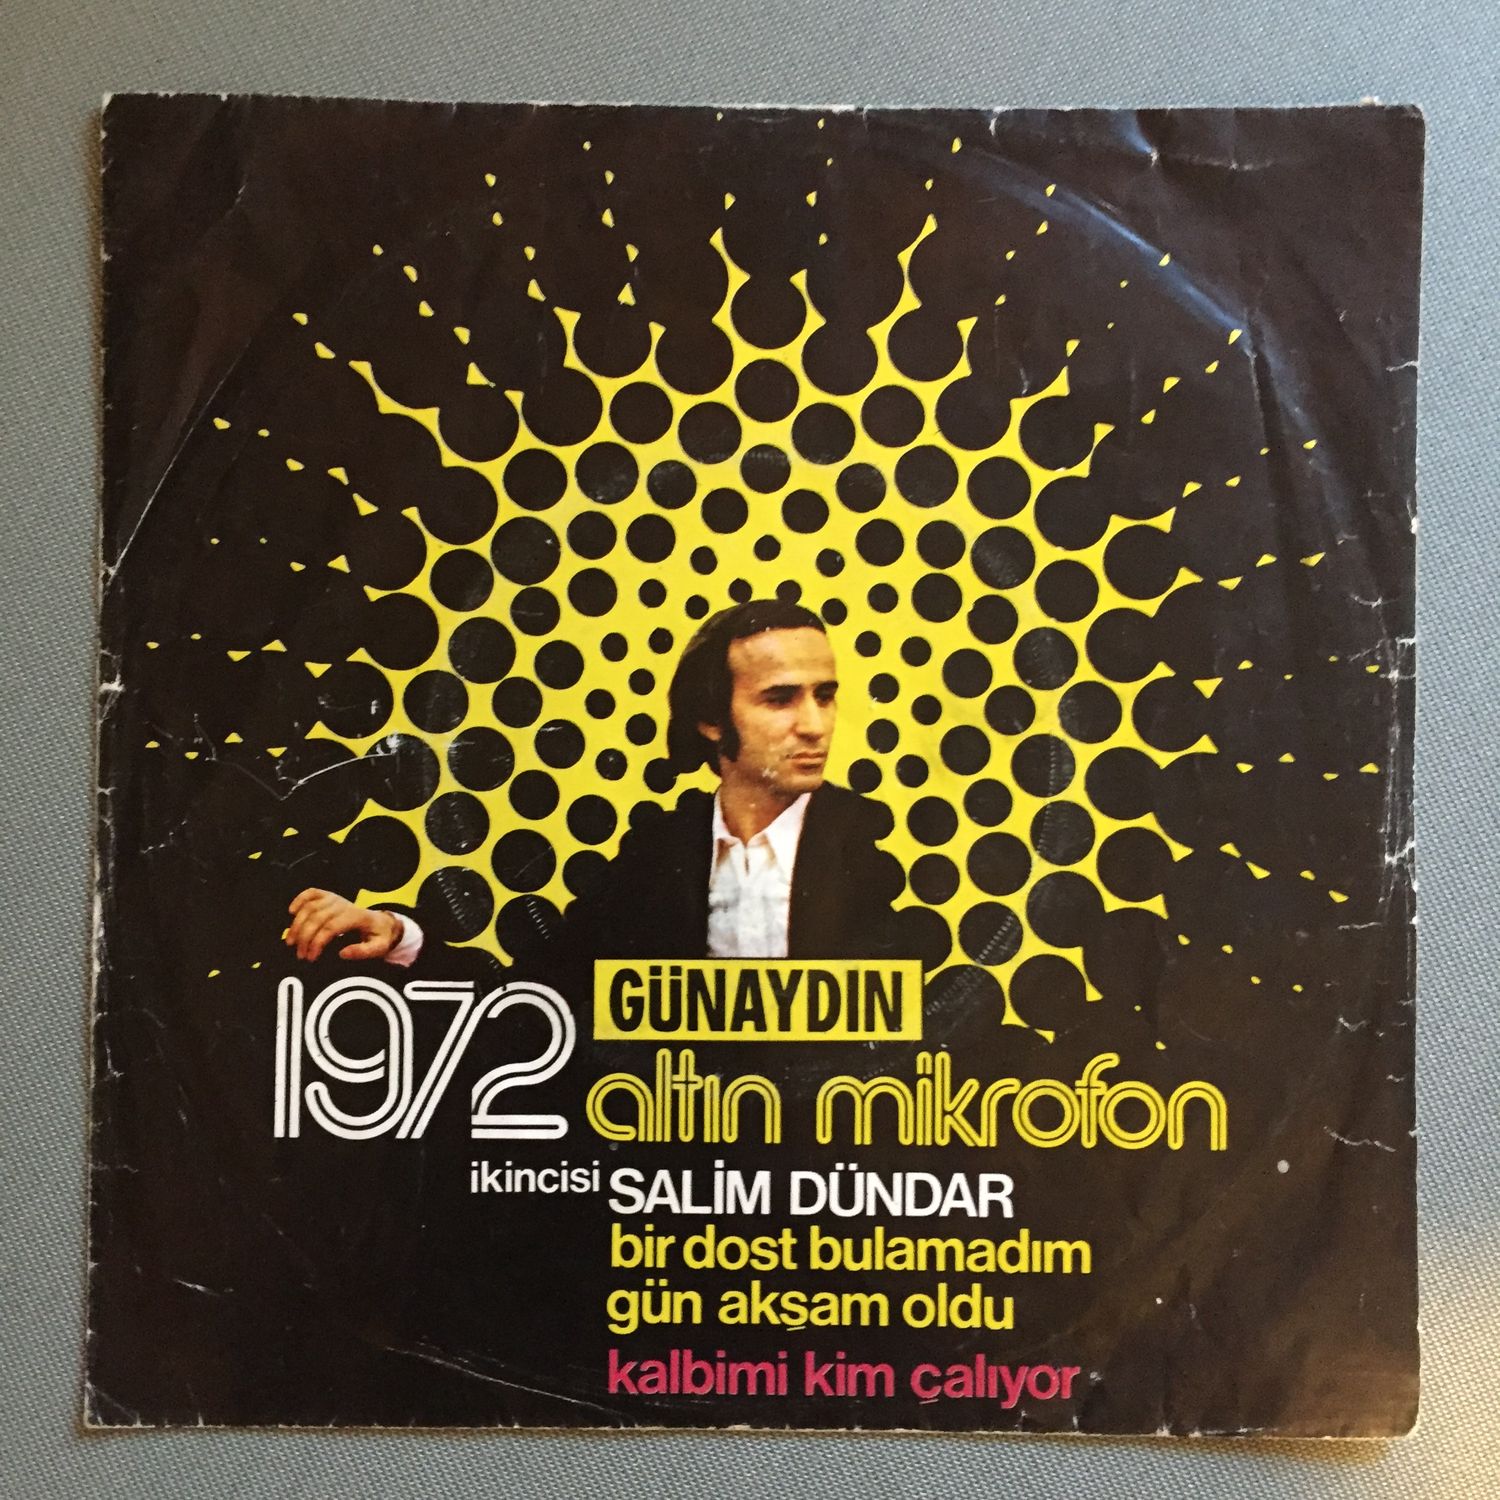 1972 GÜNAYDIN
altın mikrofon
ikincisi SALİM DÜNDAR
bir dost bulamadım
gün akşam oldu
kalbimi kim çalıyor